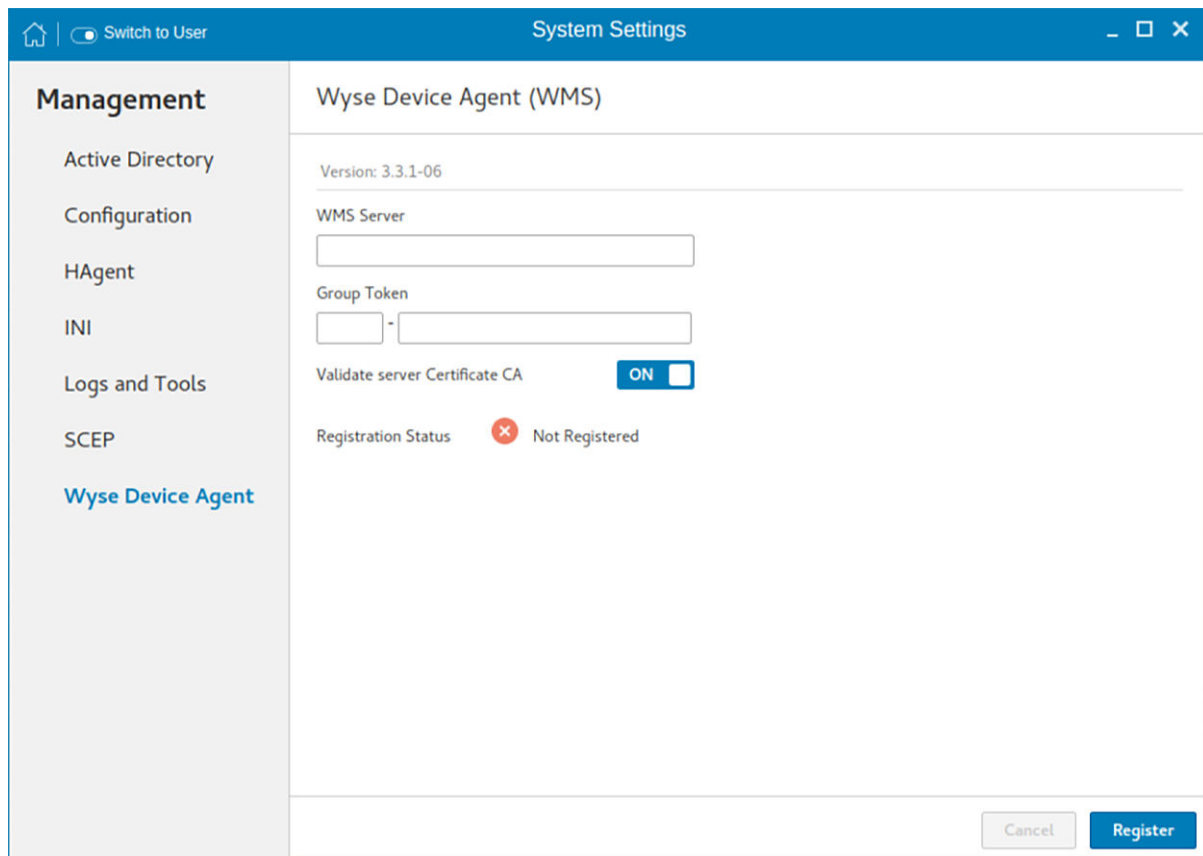 Switch to User
System Settings
Management
Active Directory
Configuration
HAgent
INI
Logs and Tools
SCEP
Wyse Device Agent
Wyse Device Agent (WMS)
Version: 3.3.1-06
WMS Server
Group Token
-
Validate server Certificate CA ON
Registration Status Not Registered
Cancel Register